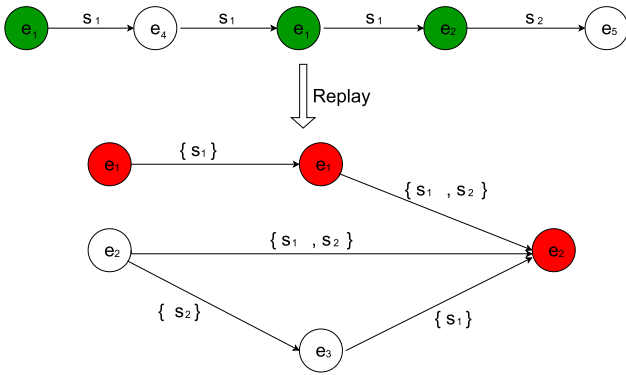 s₁ s₁ s₁ s₂
e₁ e₄ e₁ e₂ e₅
Replay
{ s₁ }
e₁ e₁
{ s₁ , s₂ }
{ s₁ , s₂ }
e₂ e₂
{ s₂ }
{ s₁ }
e₃